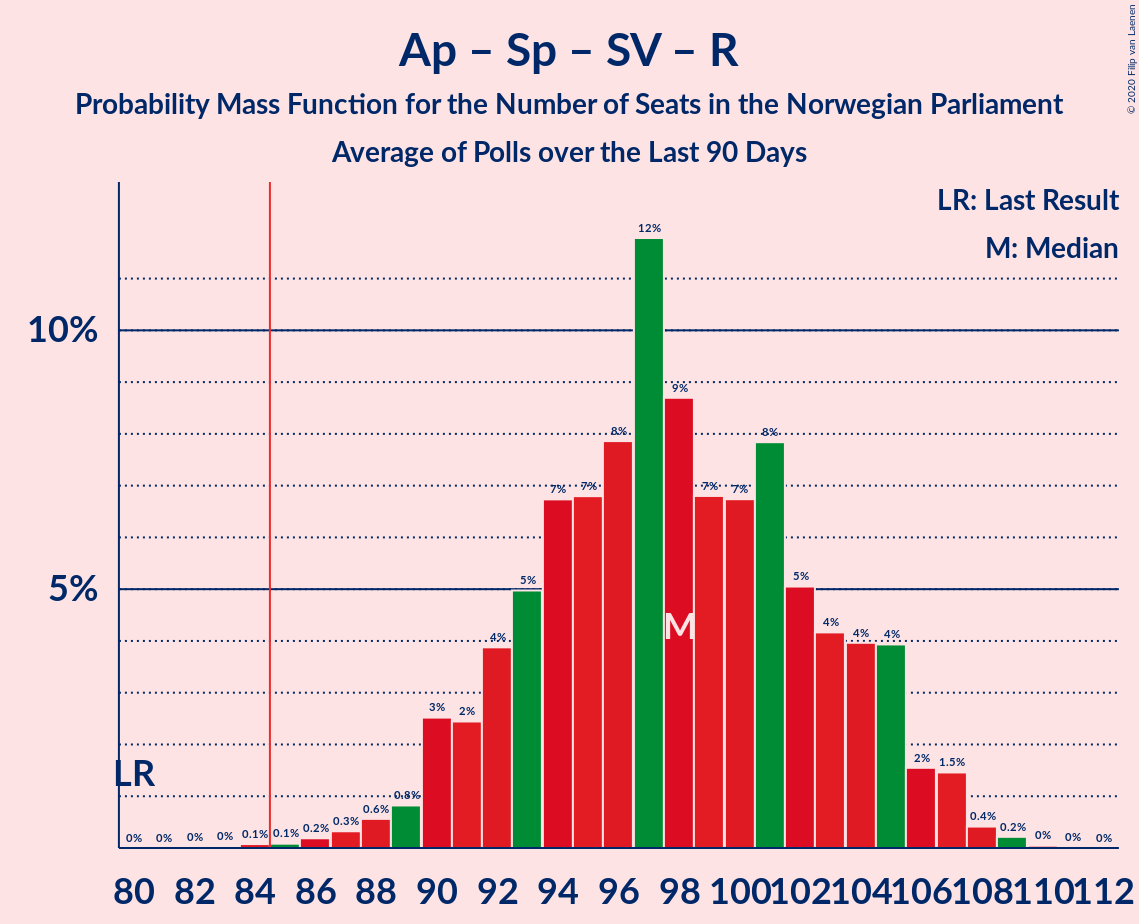 Ap – Sp – SV – R
Probability Mass Function for the Number of Seats in the Norwegian Parliament
Average of Polls over the Last 90 Days
© 2020 Filip van Laenen
LR: Last Result
M: Median
10%
5%
LR
M
0% 0% 0% 0% 0.1% 0.1% 0.2% 0.3% 0.6% 0.8% 3% 2% 4% 5% 7% 7% 8% 12% 9% 7% 7% 8% 5% 4% 4% 4% 2% 1.5% 0.4% 0.2% 0% 0% 0%
80 82 84 86 88 90 92 94 96 98 100 102 104 106 108 110 112